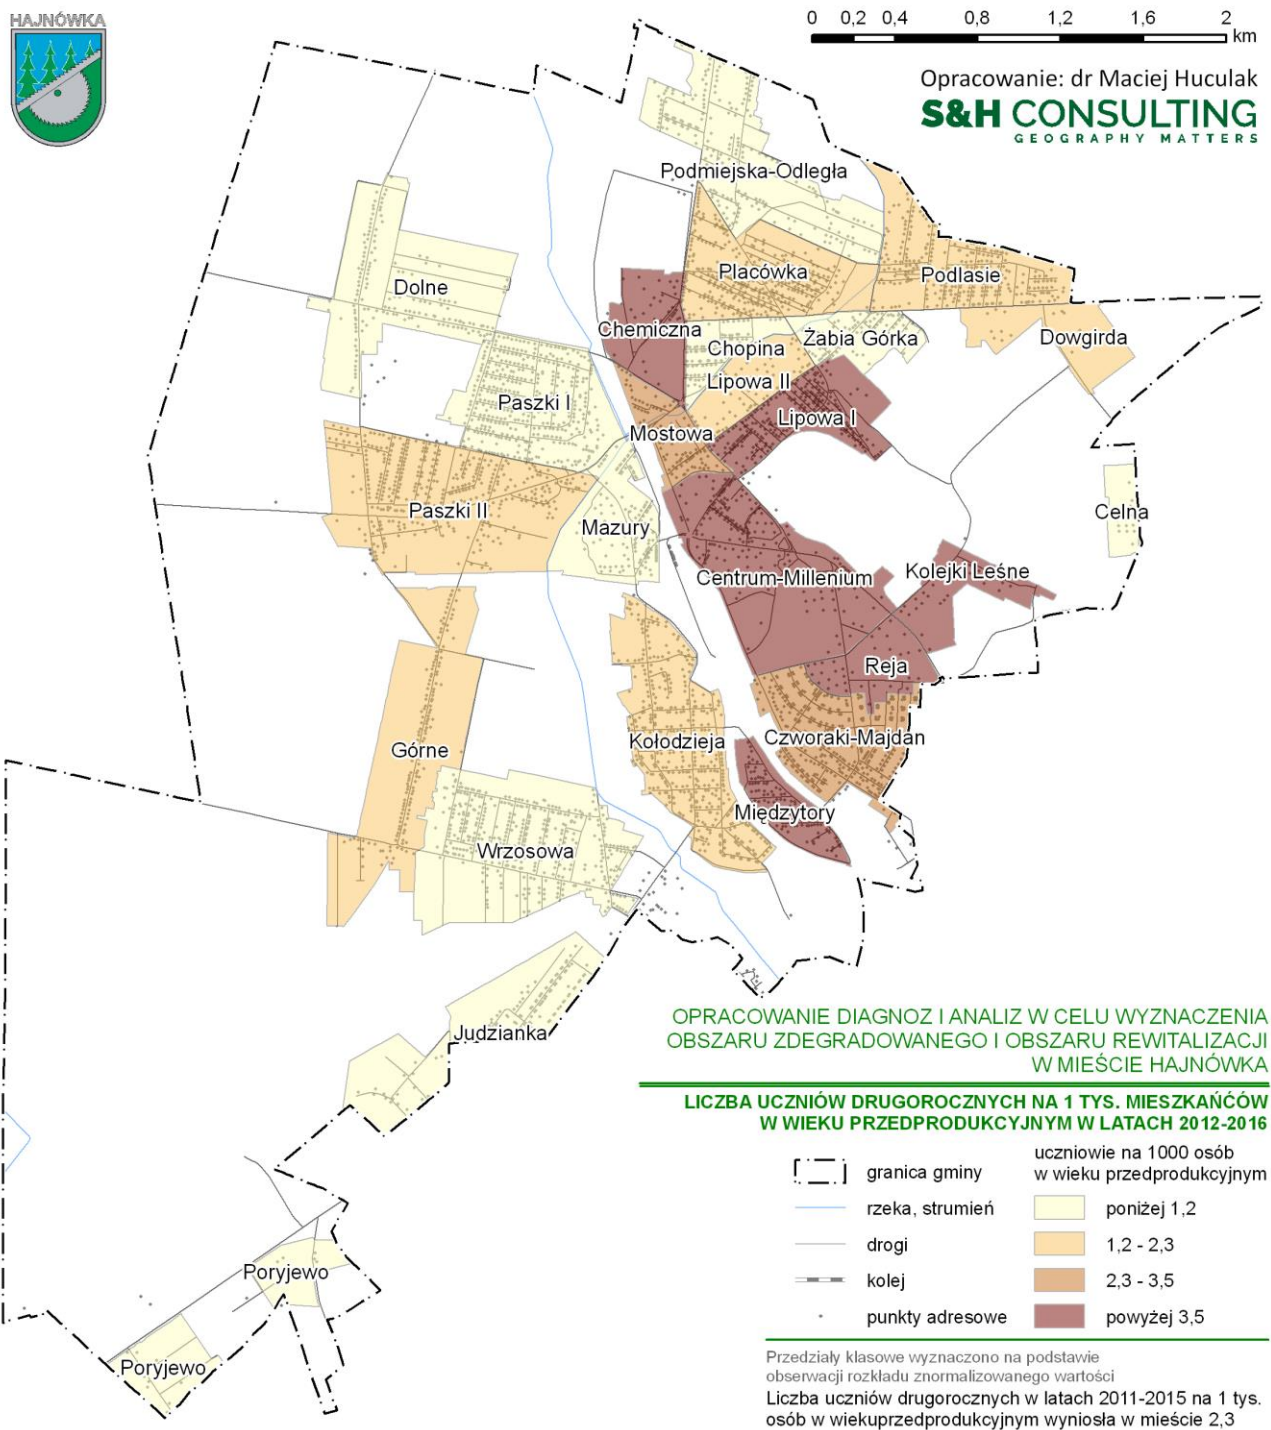 HAJNÓWKA
0 0,2 0,4 0,8 1,2 1,6 2
km
Opracowanie: dr Maciej Huculak
S&H CONSULTING
GEOGRAPHY MATTERS
Podmiejska-Odległa
Placówka
Podlasie
Dolne
Chemiczna
Chopina
Żabia Górka
Dowgirda
Lipowa II
Paszki I
Lipowa I
Mostowa
Paszki II
Mazury
Celna
Centrum-Millenium
Kolejki Leśne
Reja
Górne
Kołodzieja
Czworaki-Majdan
Międzytory
Wrzosowa
Judzianka
Poryjewo
Poryjewo
OPRACOWANIE DIAGNOZ I ANALIZ W CELU WYZNACZENIA
OBSZARU ZDEGRADOWANEGO I OBSZARU REWITALIZACJI
W MIEŚCIE HAJNÓWKA
LICZBA UCZNIÓW DRUGOROCZNYCH NA 1 TYS. MIESZKAŃCÓW
W WIEKU PRZEDPRODUKCYJNYM W LATACH 2012-2016
granica gminy
rzeka, strumień
drogi
kolej
punkty adresowe
uczniowie na 1000 osób
w wieku przedprodukcyjnym
poniżej 1,2
1,2 - 2,3
2,3 - 3,5
powyżej 3,5
Przedziały klasowe wyznaczono na podstawie
obserwacji rozkładu znormalizowanego wartości
Liczba uczniów drugorocznych w latach 2011-2015 na 1 tys.
osób w wiekuprzedprodukcyjnym wyniosła w mieście 2,3